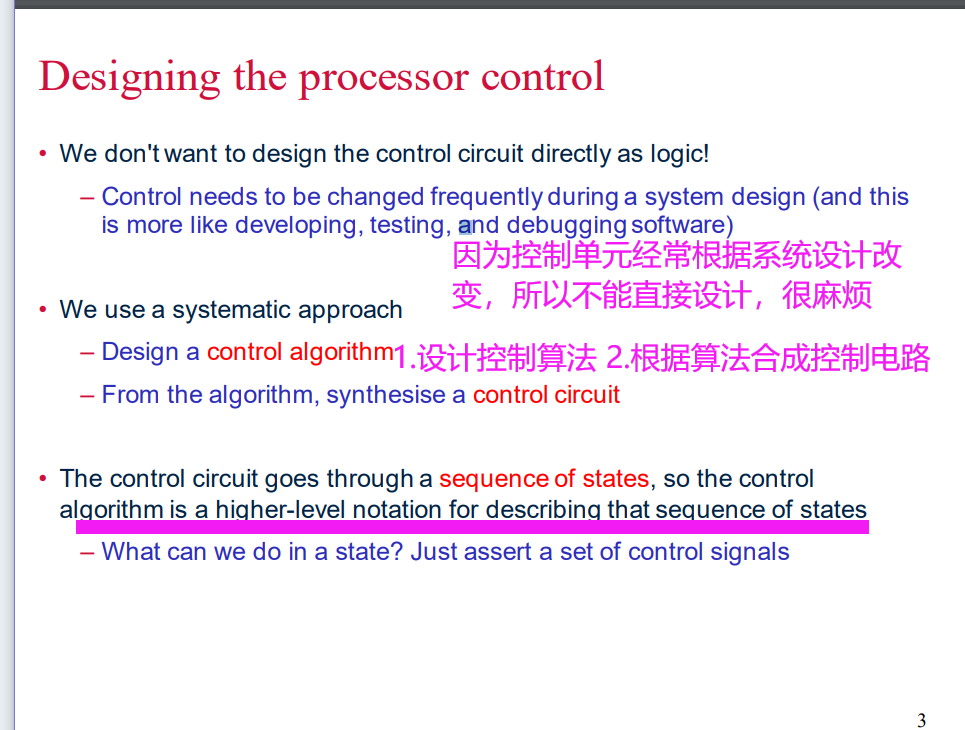 Designing the processor control
• We don't want to design the control circuit directly as logic!
– Control needs to be changed frequently during a system design (and this
is more like developing, testing, and debugging software)
因为控制单元经常根据系统设计改
变，所以不能直接设计，很麻烦
• We use a systematic approach
– Design a control algorithm
1.设计控制算法 2.根据算法合成控制电路
– From the algorithm, synthesise a control circuit
• The control circuit goes through a sequence of states, so the control
algorithm is a higher-level notation for describing that sequence of states
– What can we do in a state? Just assert a set of control signals
3